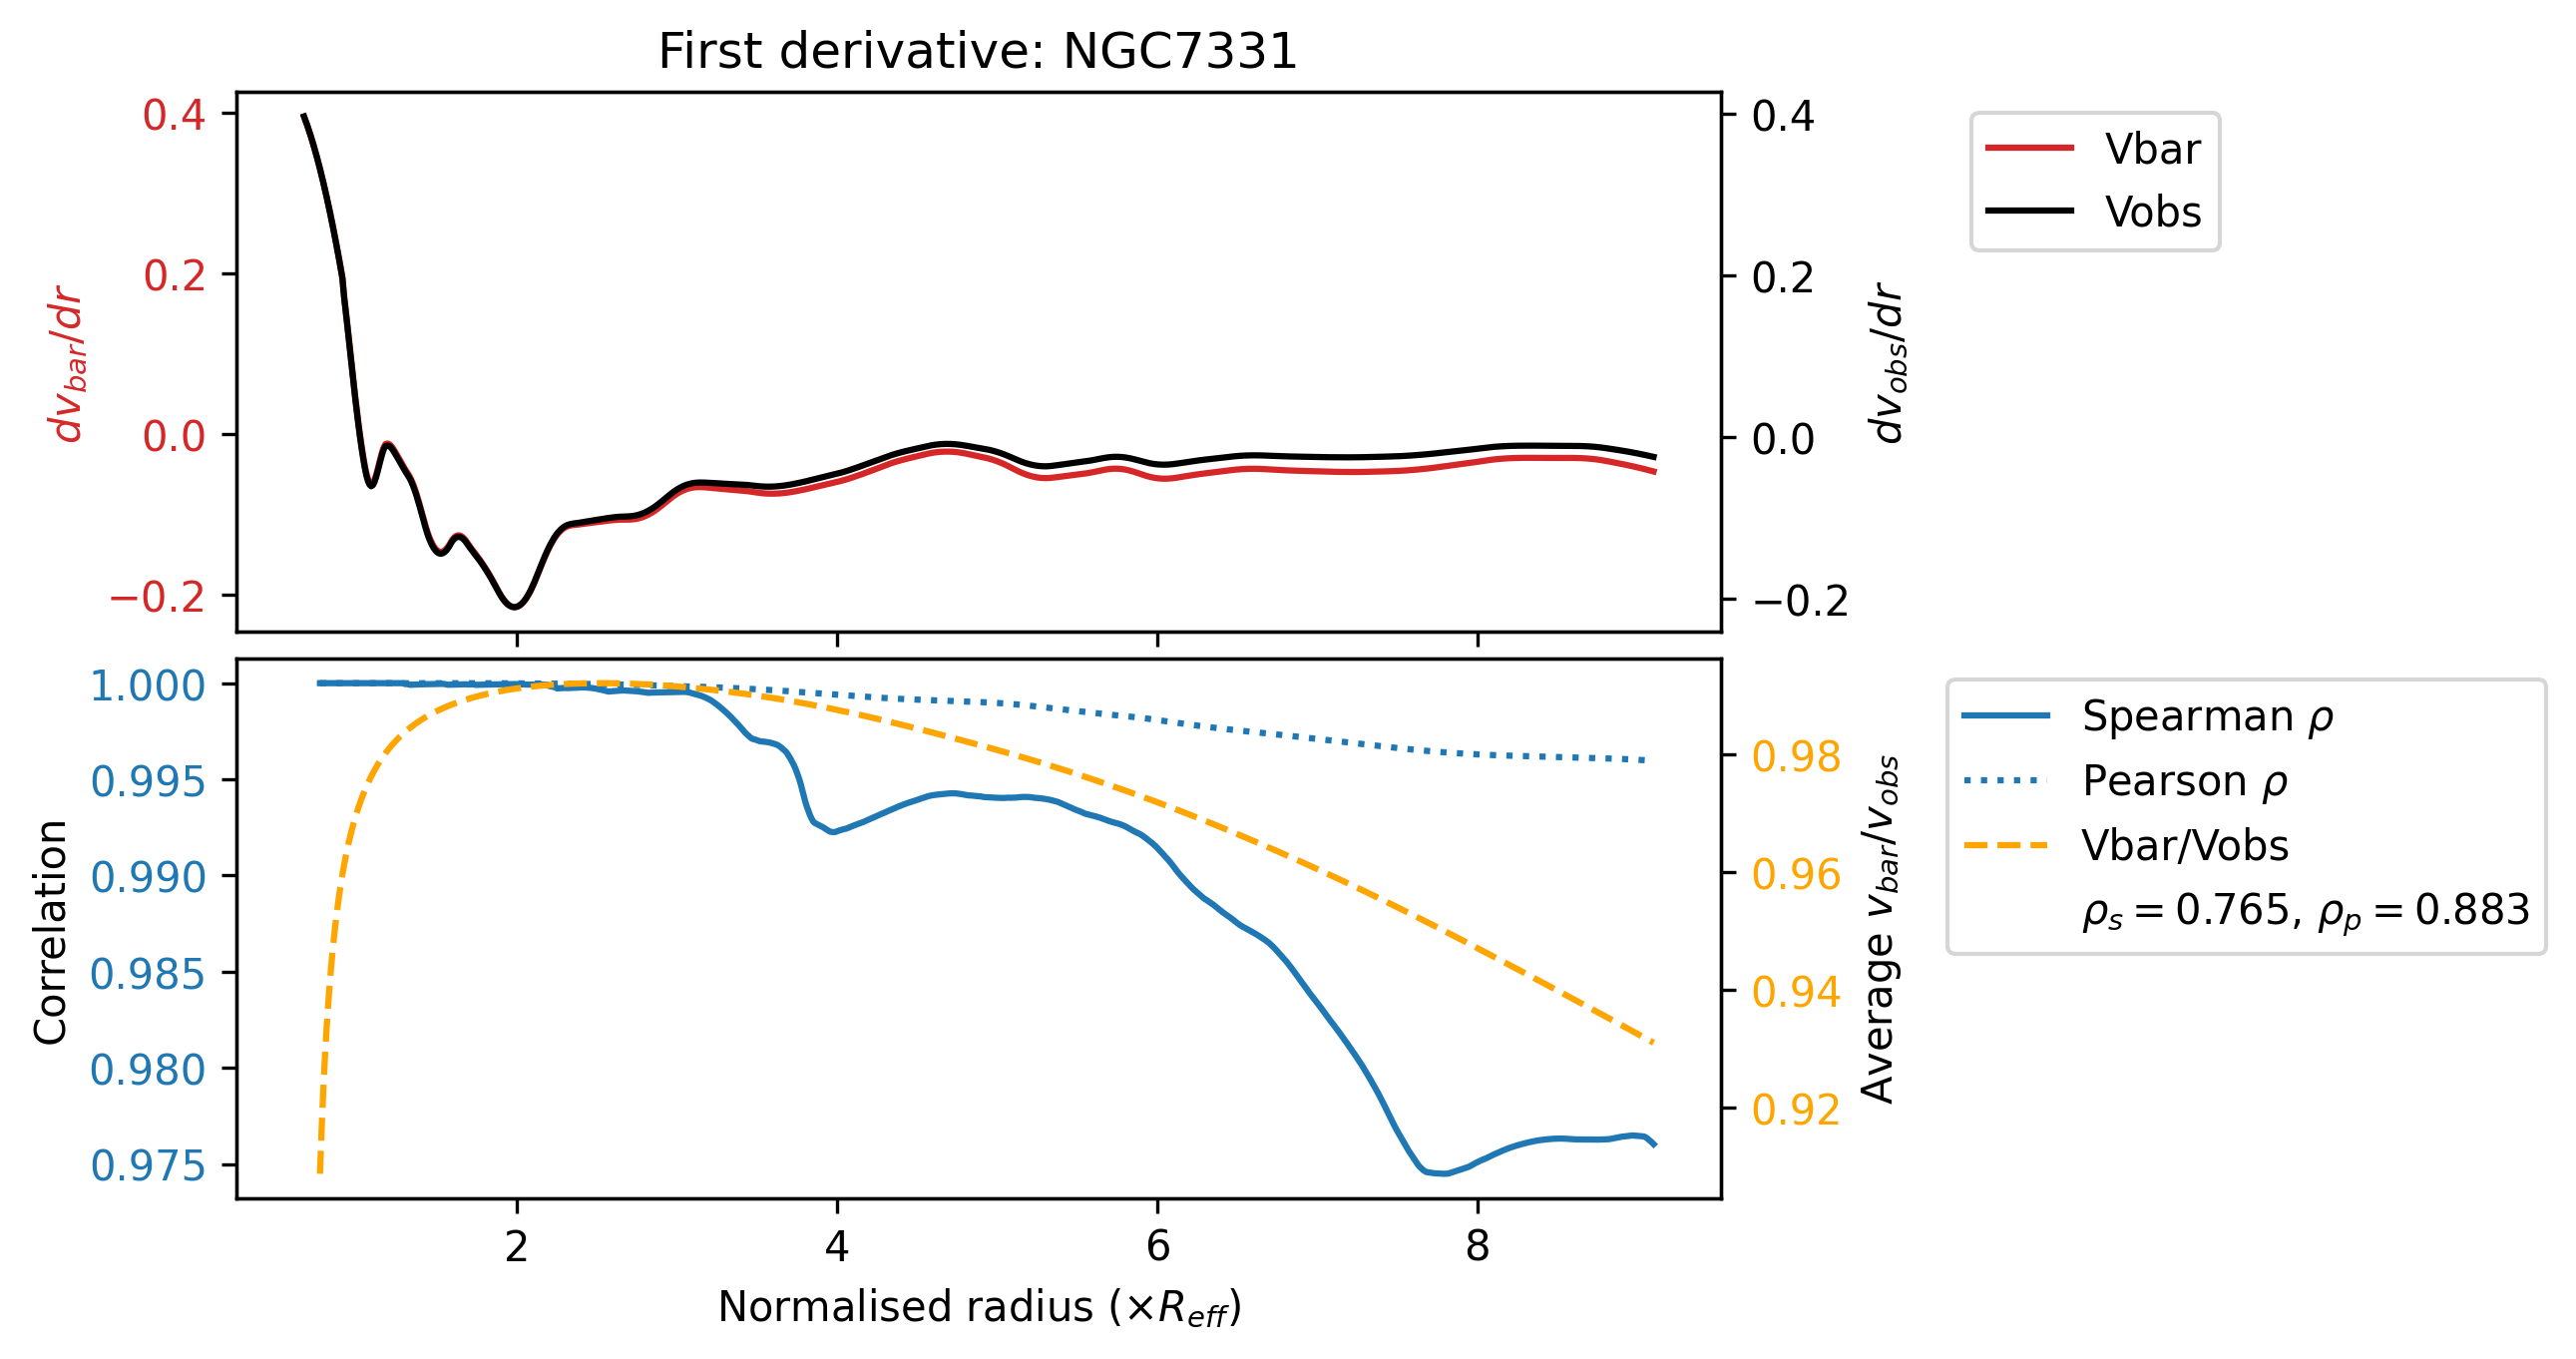 First derivative: NGC7331
0.4
0.2
0.0
−0.2
dv_bar/dr
0.4
0.2
0.0
−0.2
dv_obs/dr
Vbar
Vobs
1.000
0.995
0.990
0.985
0.980
0.975
Correlation
0.98
0.96
0.94
0.92
Average v_bar/v_obs
Spearman ρ
Pearson ρ
Vbar/Vobs
ρ_s = 0.765, ρ_p = 0.883
2 4 6 8
Normalised radius (×R_eff)